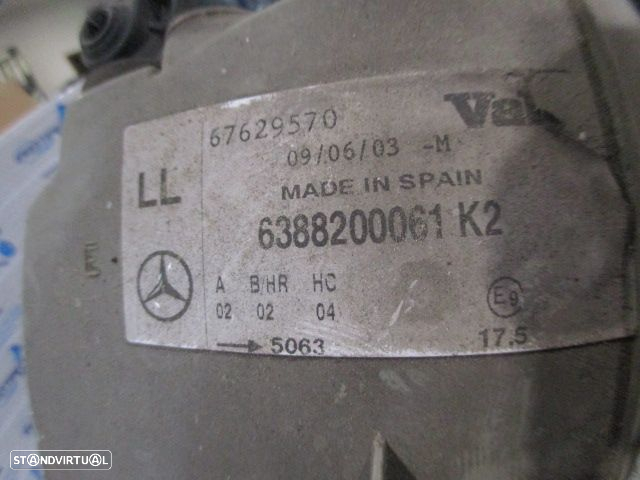 67629570
09/06/03 -M
LL
MADE IN SPAIN
6388200061 K2
A B/HR HC
02 02 04
E9
5063
17.5
STANDVIRTUAL